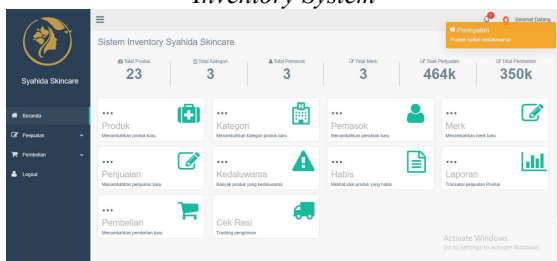 Inventory System
Selamat Datang
Peringatan
Produk sudah kedaluwarsa
Sistem Inventory Syahida Skincare
Total Produk
23
Total Kategori
3
Total Pemasok
3
Total Merk
3
Total Penjualan
464k
Total Pembelian
350k
Syahida Skincare
Beranda
Penjualan
Pembelian
Logout
Produk
Menambahkan produk baru
Kategori
Menambahkan kategori produk baru
Pemasok
Menambahkan pemasok baru
Merk
Menambahkan merk baru
Penjualan
Menambahkan penjualan baru
Kedaluwarsa
Banyak produk yang kedaluwarsa
Habis
Melihat stok produk yang habis
Laporan
Transaksi penjualan Produk
Pembelian
Menambahkan pembelian baru
Cek Resi
Tracking pengiriman
Activate Windows
Go to Settings to activate Windows.